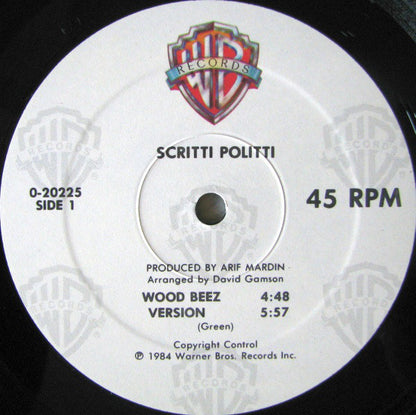 WB
RECORDS
SCRITTI POLITTI
0-20225
SIDE 1
45 RPM
PRODUCED BY ARIF MARDIN
Arranged by David Gamson
WOOD BEEZ 4:48
VERSION 5:57
(Green)
Copyright Control
℗ 1984 Warner Bros. Records Inc.